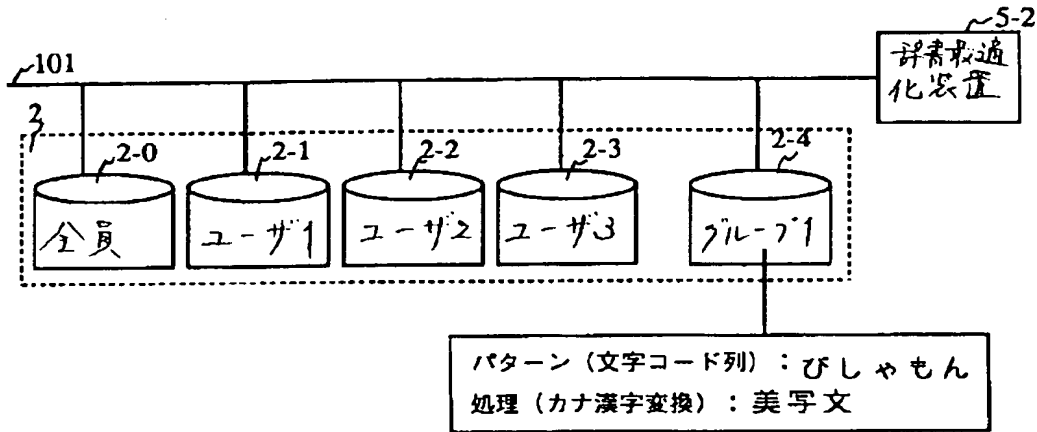 5-2
101
辞書最適
化装置
2
2-0
2-1
2-2
2-3
2-4
全員
ユーザ1
ユーザ2
ユーザ3
グループ1
パターン(文字コード列):びしゃもん
処理(カナ漢字変換):美写文